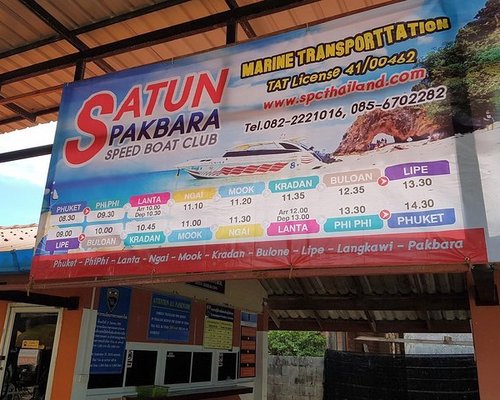 SATUN
PAKBARA
SPEED BOAT CLUB
MARINE TRANSPORTTATION
TAT License 41/00462
www.spcthailand.com
Tel.082-2221016, 085-6702282
PHUKET PHIPHI LANTA NGAI MOOK KRADAN BULOAN LIPE
08.30 09.30 Arr 10.00 Dep 10.30 11.10 11.20 11.35 12.35 13.30
09.00 10.00 10.45 11.00 11.30 Arr 12.00 Dep 13.00 13.30 14.30
LIPE BULOAN KRADAN MOOK NGAI LANTA PHI PHI PHUKET
Phuket - PhiPhi - Lanta - Ngai - Mook - Kradan - Bulone - Lipe - Langkawi - Pakbara